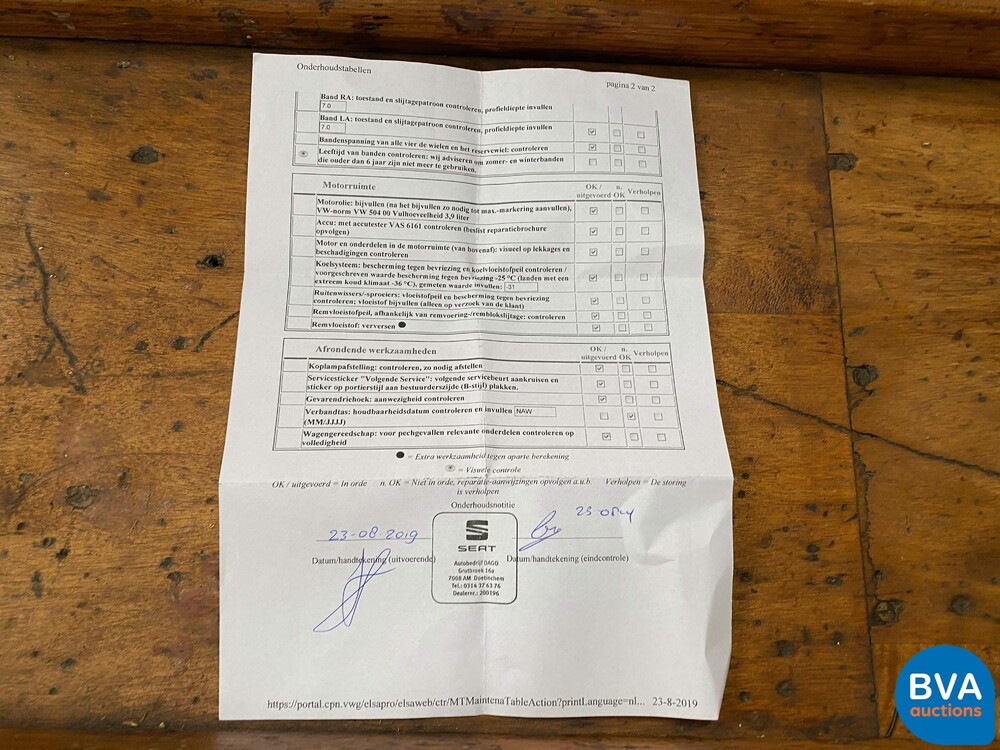 Onderhoudstabellen
pagina 2 van 2
Band RA: toestand en slijtagepatroon controleren, profieldiepte invullen
7.0
Band LA: toestand en slijtagepatroon controleren, profieldiepte invullen
7.0
Bandenspanning van alle vier de wielen en het reservewiel: controleren
Leeftijd van banden controleren: wij adviseren om zomer- en winterbanden
die ouder dan 6 jaar zijn niet meer te gebruiken.
Motorruimte
OK / uitgevoerd n. OK Verholpen
Motorolie: bijvullen (na het bijvullen zo nodig tot max.-markering aanvullen),
VW-norm VW 504 00 Vulhoeveelheid 3,9 liter
Accu: met accutester VAS 6161 controleren (beslist reparatiebrochure
opvolgen)
Motor en onderdelen in de motorruimte (van bovenaf): visueel op lekkages en
beschadigingen controleren
Koelsysteem: bescherming tegen bevriezing en koelvloeistofpeil controleren /
voorgeschreven waarde bescherming tegen bevriezing -25 °C (landen met
extreem koud klimaat -36 °C), gemeten waarde invullen: -31
Ruitenwissers/-sproeiers: vloeistofpeil en bescherming tegen bevriezing
controleren; vloeistof bijvullen (alleen op verzoek van de klant)
Remvloeistofpeil, afhankelijk van remvoering-/remblokslijtage: controleren
Remvloeistof: verversen
Afrondende werkzaamheden
OK / uitgevoerd n. OK Verholpen
Koplampafstelling: controleren, zo nodig afstellen
Servicesticker "Volgende Service": volgende servicebeurt aankruisen en
sticker op portierstijl aan bestuurderszijde (B-stijl) plakken.
Gevarendriehoek: aanwezigheid controleren
Verbandtas: houdbaarheidsdatum controleren en invullen NAW
(MM/JJJJ)
Wagengereedschap: voor pechgevallen relevante onderdelen controleren op
volledigheid
= Extra werkzaamheid tegen aparte berekening
= Visuele controle
OK / uitgevoerd = In orde n. OK = Niet in orde, reparatie-aanwijzingen opvolgen a.u.b. Verholpen = De storing
is verholpen
Onderhoudsnotitie
23-08-2019
Datum/handtekening (uitvoerende)
SEAT
Autobedrijf DAGO
Grutbroek 16a
7008 AM Doetinchem
Tel.: 0314 37 63 76
Dealernr.: 200196
Datum/handtekening (eindcontrole)
https://portal.cpn.vwg/elsapro/elsaweb/ctr/MTMaintenaTableAction?printLanguage=nl... 23-8-2019
BVA
auctions